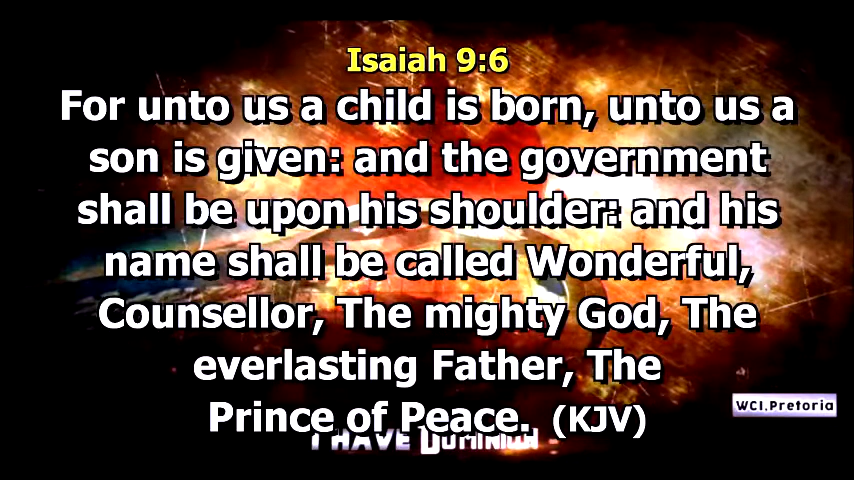 Isaiah 9:6
For unto us a child is born, unto us a
son is given: and the government
shall be upon his shoulder: and his
name shall be called Wonderful,
Counsellor, The mighty God, The
everlasting Father, The
Prince of Peace. (KJV)
WCI.Pretoria
I HAVE DOMINION